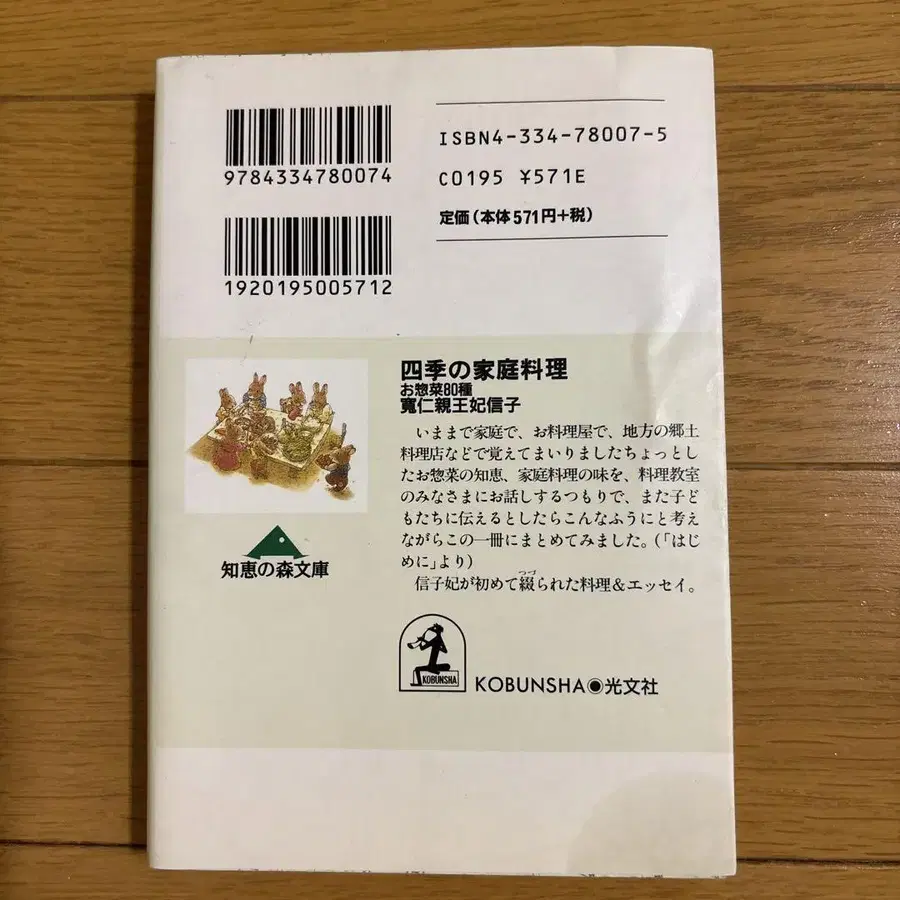 9784334780074
1920195005712
ISBN4-334-78007-5
C0195 ¥571E
定価(本体571円+税)
四季の家庭料理
お惣菜80種
寬仁親王妃信子
いままで家庭で、お料理屋で、地方の郷土
料理店などで覚えてまいりましたちょっとし
たお惣菜の知恵、家庭料理の味を、料理教室
のみなさまにお話しするつもりで、また子ど
もたちに伝えるとしたらこんなふうにと考え
ながらこの一冊にまとめてみました。(「はじ
めに」より)
信子妃が初めて綴られた料理&エッセイ。
つづ
知恵の森文庫
KOBUNSHA
KOBUNSHA◉光文社